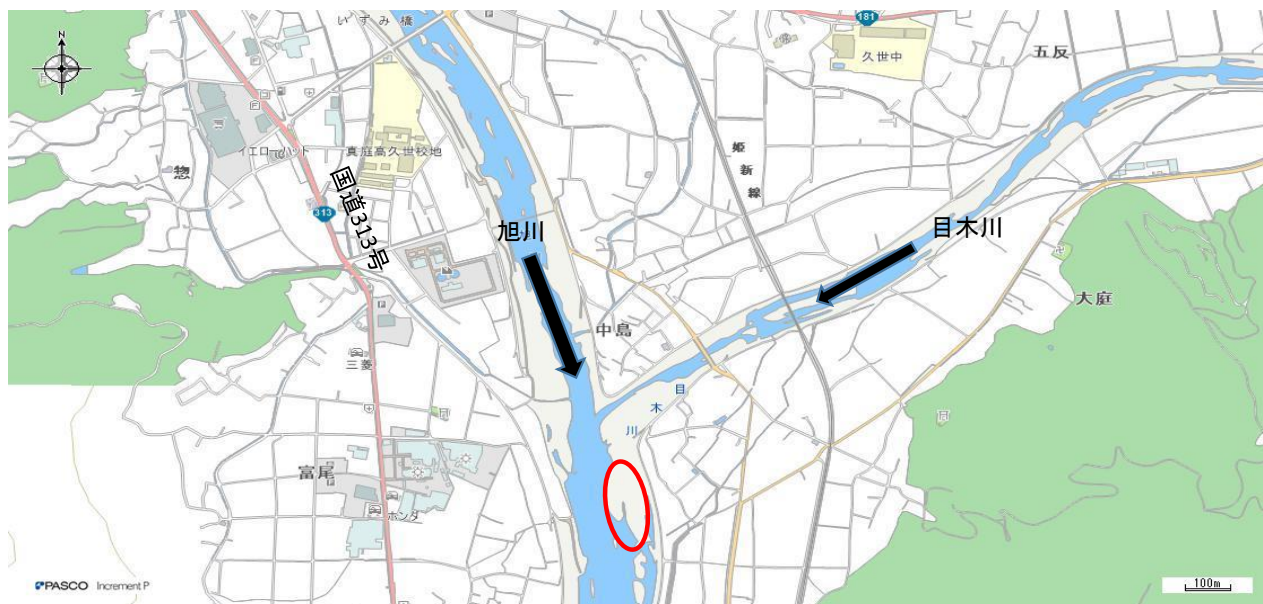 N
いずみ橋
181
久世中
五反
イエローハット
真庭高久世校地
姫新線
惣
国道313号
313
旭川
目木川
大庭
中島
三菱
目木川
富尾
ホンダ
PASCO Increment P
100m